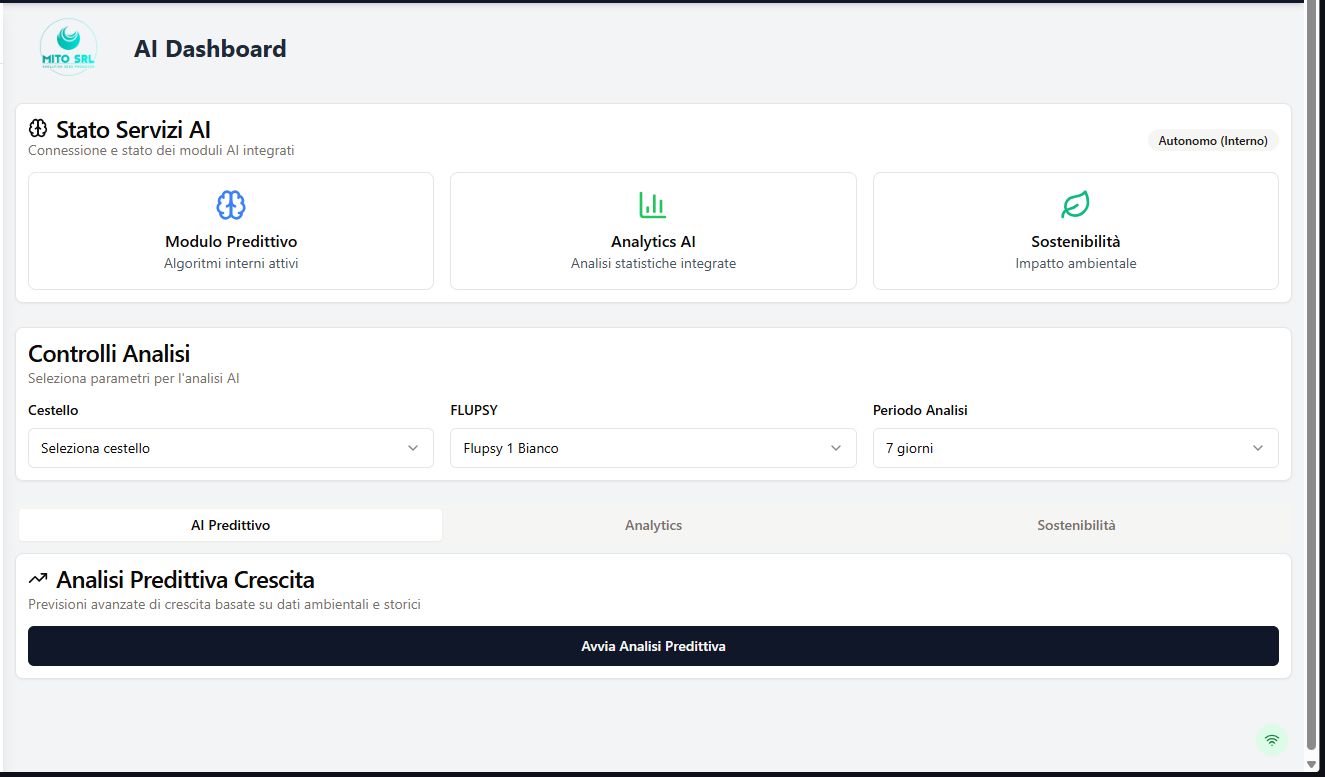 MITO SRL
AI Dashboard
Stato Servizi AI
Connessione e stato dei moduli AI integrati
Autonomo (Interno)
Modulo Predittivo
Algoritmi interni attivi
Analytics AI
Analisi statistiche integrate
Sostenibilità
Impatto ambientale
Controlli Analisi
Seleziona parametri per l'analisi AI
Cestello
Seleziona cestello
FLUPSY
Flupsy 1 Bianco
Periodo Analisi
7 giorni
AI Predittivo
Analytics
Sostenibilità
Analisi Predittiva Crescita
Previsioni avanzate di crescita basate su dati ambientali e storici
Avvia Analisi Predittiva